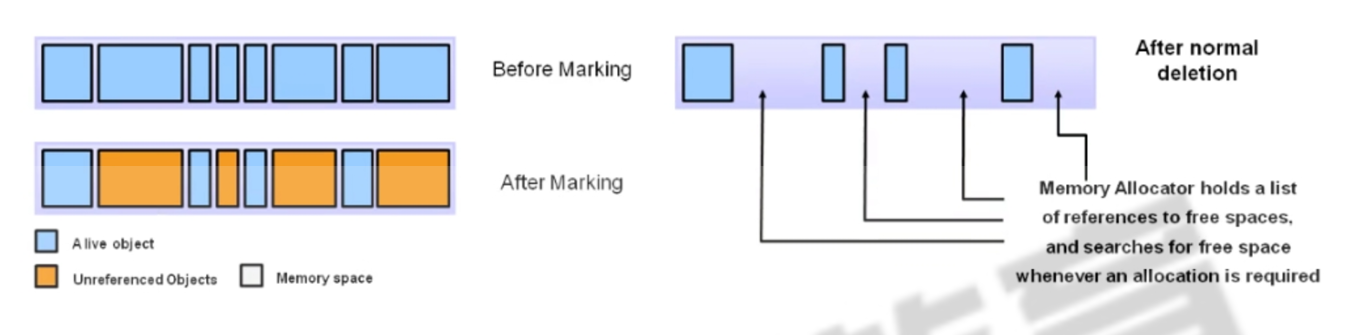 Before Marking
After Marking
A live object
Unreferenced Objects
Memory space
After normal
deletion
Memory Allocator holds a list
of references to free spaces,
and searches for free space
whenever an allocation is required